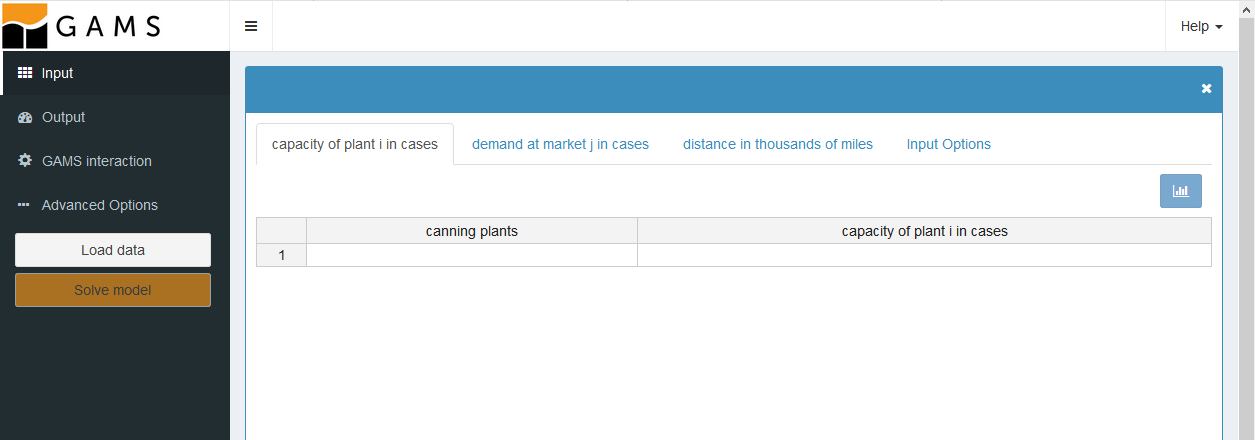 GAMS
Help
Input
Output
GAMS interaction
Advanced Options
Load data
Solve model
capacity of plant i in cases demand at market j in cases distance in thousands of miles Input Options
canning plants capacity of plant i in cases
1